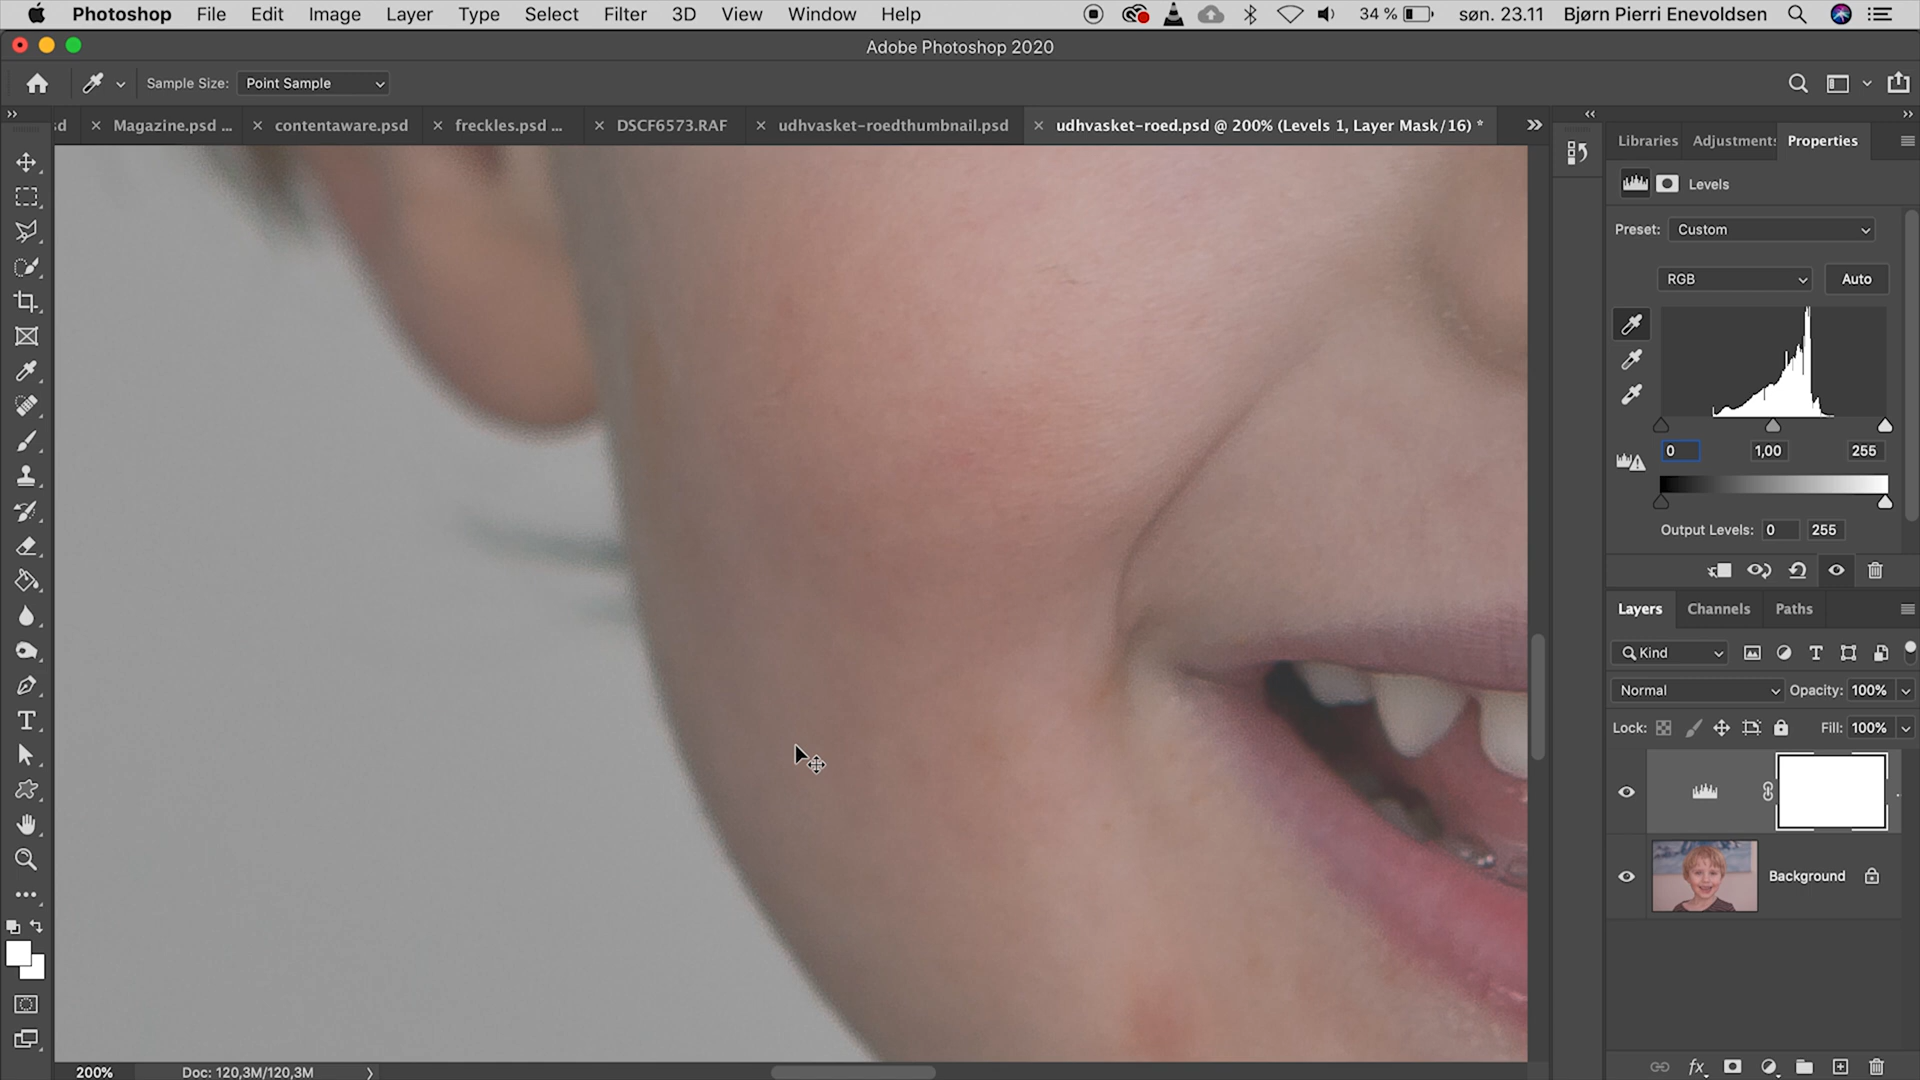 Photoshop File Edit Image Layer Type Select Filter 3D View Window Help 34 % søn. 23.11 Bjørn Pierri Enevoldsen
Adobe Photoshop 2020
Sample Size: Point Sample
sd × Magazine.psd ... × contentaware.psd × freckles.psd ... × DSCF6573.RAF × udhvasket-roedthumbnail.psd × udhvasket-roed.psd @ 200% (Levels 1, Layer Mask/16) *
Libraries Adjustment: Properties
Levels
Preset: Custom
RGB Auto
0 1,00 255
Output Levels: 0 255
Layers Channels Paths
Kind
Normal Opacity: 100%
Lock: Fill: 100%
Background
200% Doc: 120,3M/120,3M